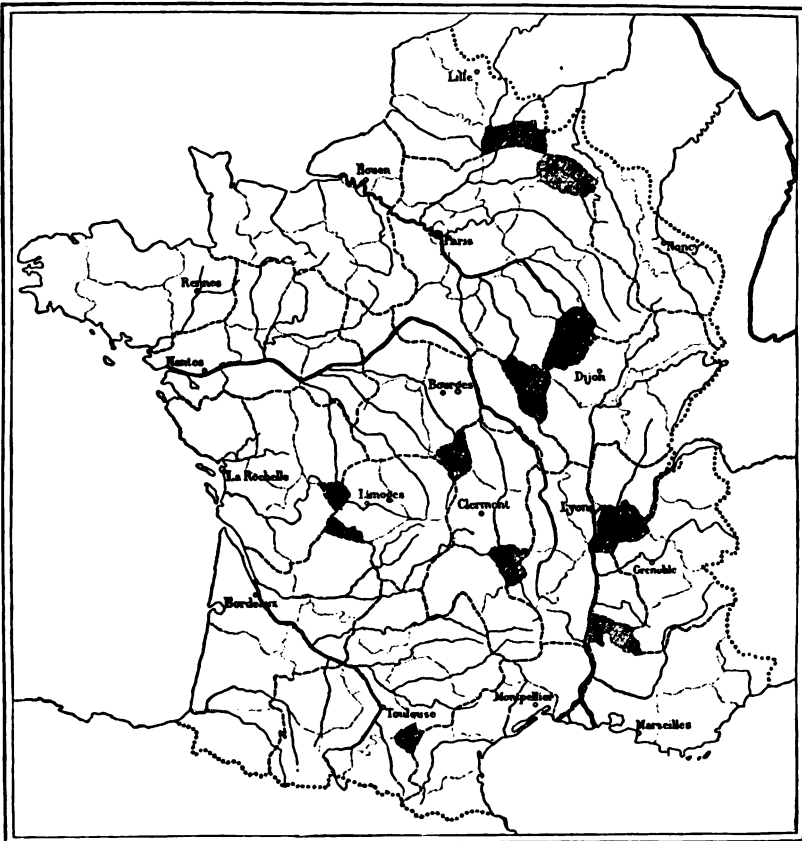 Lille
Rouen
Paris
Nancy
Rennes
Nantes
Dijon
Bourges
La Rochelle
Limoges
Clermont
Lyon
Grenoble
Bordeaux
Montpellier
Toulouse
Marseilles